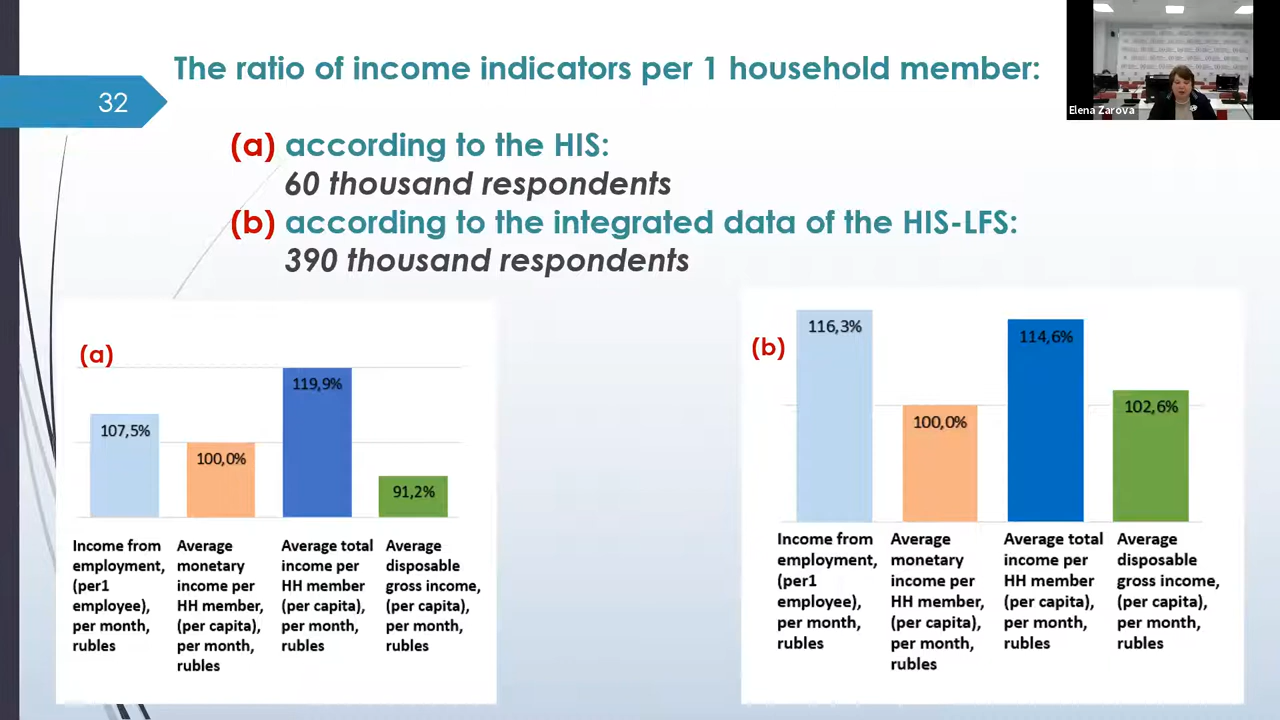 The ratio of income indicators per 1 household member:
32
(a) according to the HIS:
60 thousand respondents
(b) according to the integrated data of the HIS-LFS:
390 thousand respondents
Elena Zarova
(a)
107,5%
100,0%
119,9%
91,2%
Income from
employment,
(per1
employee),
per month,
rubles
Average
monetary
income per
HH member,
(per capita),
per month,
rubles
Average total
income per
HH member
(per capita),
per month,
rubles
Average
disposable
gross income,
(per capita),
per month,
rubles
(b)
116,3%
100,0%
114,6%
102,6%
Income from
employment,
(per1
employee),
per month,
rubles
Average
monetary
income per
HH member,
(per capita),
per month,
rubles
Average total
income per
HH member
(per capita),
per month,
rubles
Average
disposable
gross income,
(per capita),
per month,
rubles